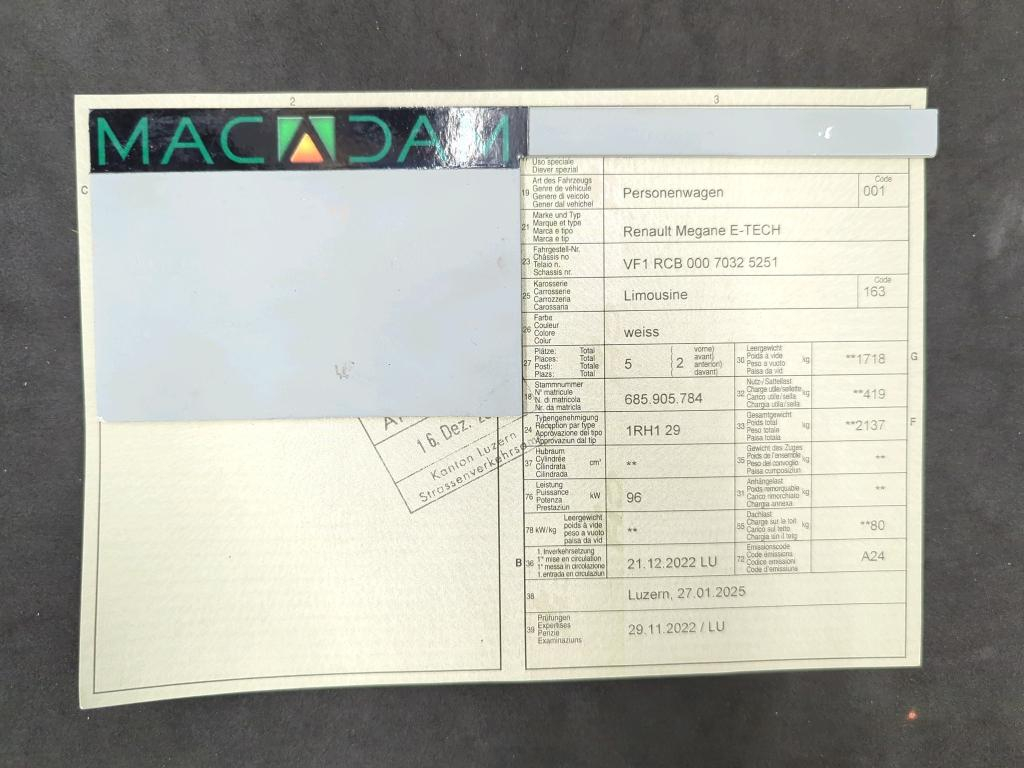 2
3
MACADAM
C
Uso speciale
Diever spezial
19 Art des Fahrzeugs
Genre de véhicule
Genere di veicolo
Gener dal vehichel
Personenwagen
Code
001
21 Marke und Typ
Marque et type
Marca e tipo
Marca e tip
Renault Megane E-TECH
23 Fahrgestell-Nr.
Châssis no
Telaio n.
Schassis nr.
VF1 RCB 000 7032 5251
25 Karosserie
Carrosserie
Carrozzeria
Carossaria
Limousine
Code
163
26 Farbe
Couleur
Colore
Colur
weiss
27 Plätze: Total
Places: Total
Posti: Totale
Plazs: Total
5
( vorne)
( avant)
( anteriori)
( davant)
2
30 Leergewicht
Poids à vide
Peso a vuoto
Paisa da vid
kg
**1718
G
18 Stammnummer
N° matricule
N. di matricola
Nr. da matricla
685.905.784
32 Nutz-/Sattellast
Charge utile/sellette
Carico utile/sella
Chargia utila/sella
kg
**419
24 Typengenehmigung
Réception par type
Approvazione del tipo
Approvaziun dal tip
1RH1 29
33 Gesamtgewicht
Poids total
Peso totale
Paisa totala
kg
**2137
F
37 Hubraum
Cylindrée
Cilindrata
Cilindrada
cm³
**
35 Gewicht des Zuges
Poids de l'ensemble
Peso del convoglio
Paisa cumposiziun
kg
**
76 Leistung
Puissance
Potenza
Prestaziun
kW
96
31 Anhängelast
Poids remorquable
Carico rimorchiato
Chargia annexa
kg
**
78 kW/kg
Leergewicht
poids à vide
peso a vuoto
paisa da vid
**
55 Dachlast
Charge sur le toit
Carico sul tetto
Chargia sin il tetg
kg
**80
B
36 1. Inverkehrsetzung
1re mise en circulation
1a messa in circolazione
1. entrada en circulaziun
21.12.2022 LU
72 Emissionscode
Code émissions
Codice emissioni
Code d'emissiuns
A24
38
Luzern, 27.01.2025
39 Prüfungen
Expertises
Perizie
Examinaziuns
29.11.2022 / LU
16. Dez.
Kanton Luzern